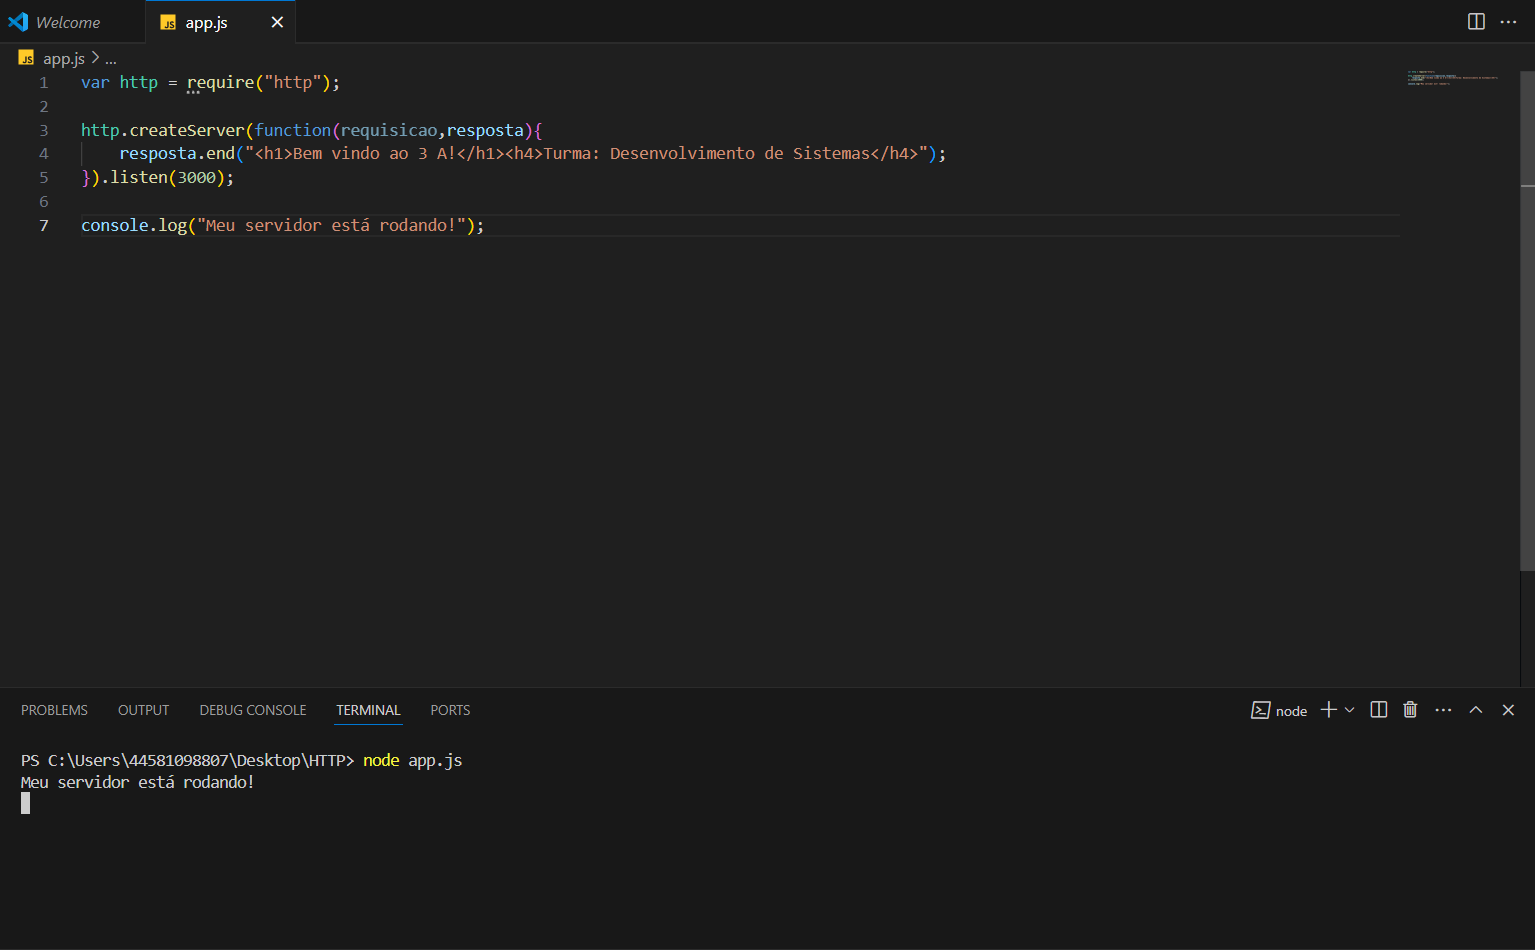 Welcome
JS app.js
JS app.js > ...
1 var http = require("http");
2
3 http.createServer(function(requisicao,resposta){
4     resposta.end("<h1>Bem vindo ao 3 A!</h1><h4>Turma: Desenvolvimento de Sistemas</h4>");
5 }).listen(3000);
6
7 console.log("Meu servidor está rodando!");
PROBLEMS OUTPUT DEBUG CONSOLE TERMINAL PORTS node
PS C:\Users\44581098807\Desktop\HTTP> node app.js
Meu servidor está rodando!